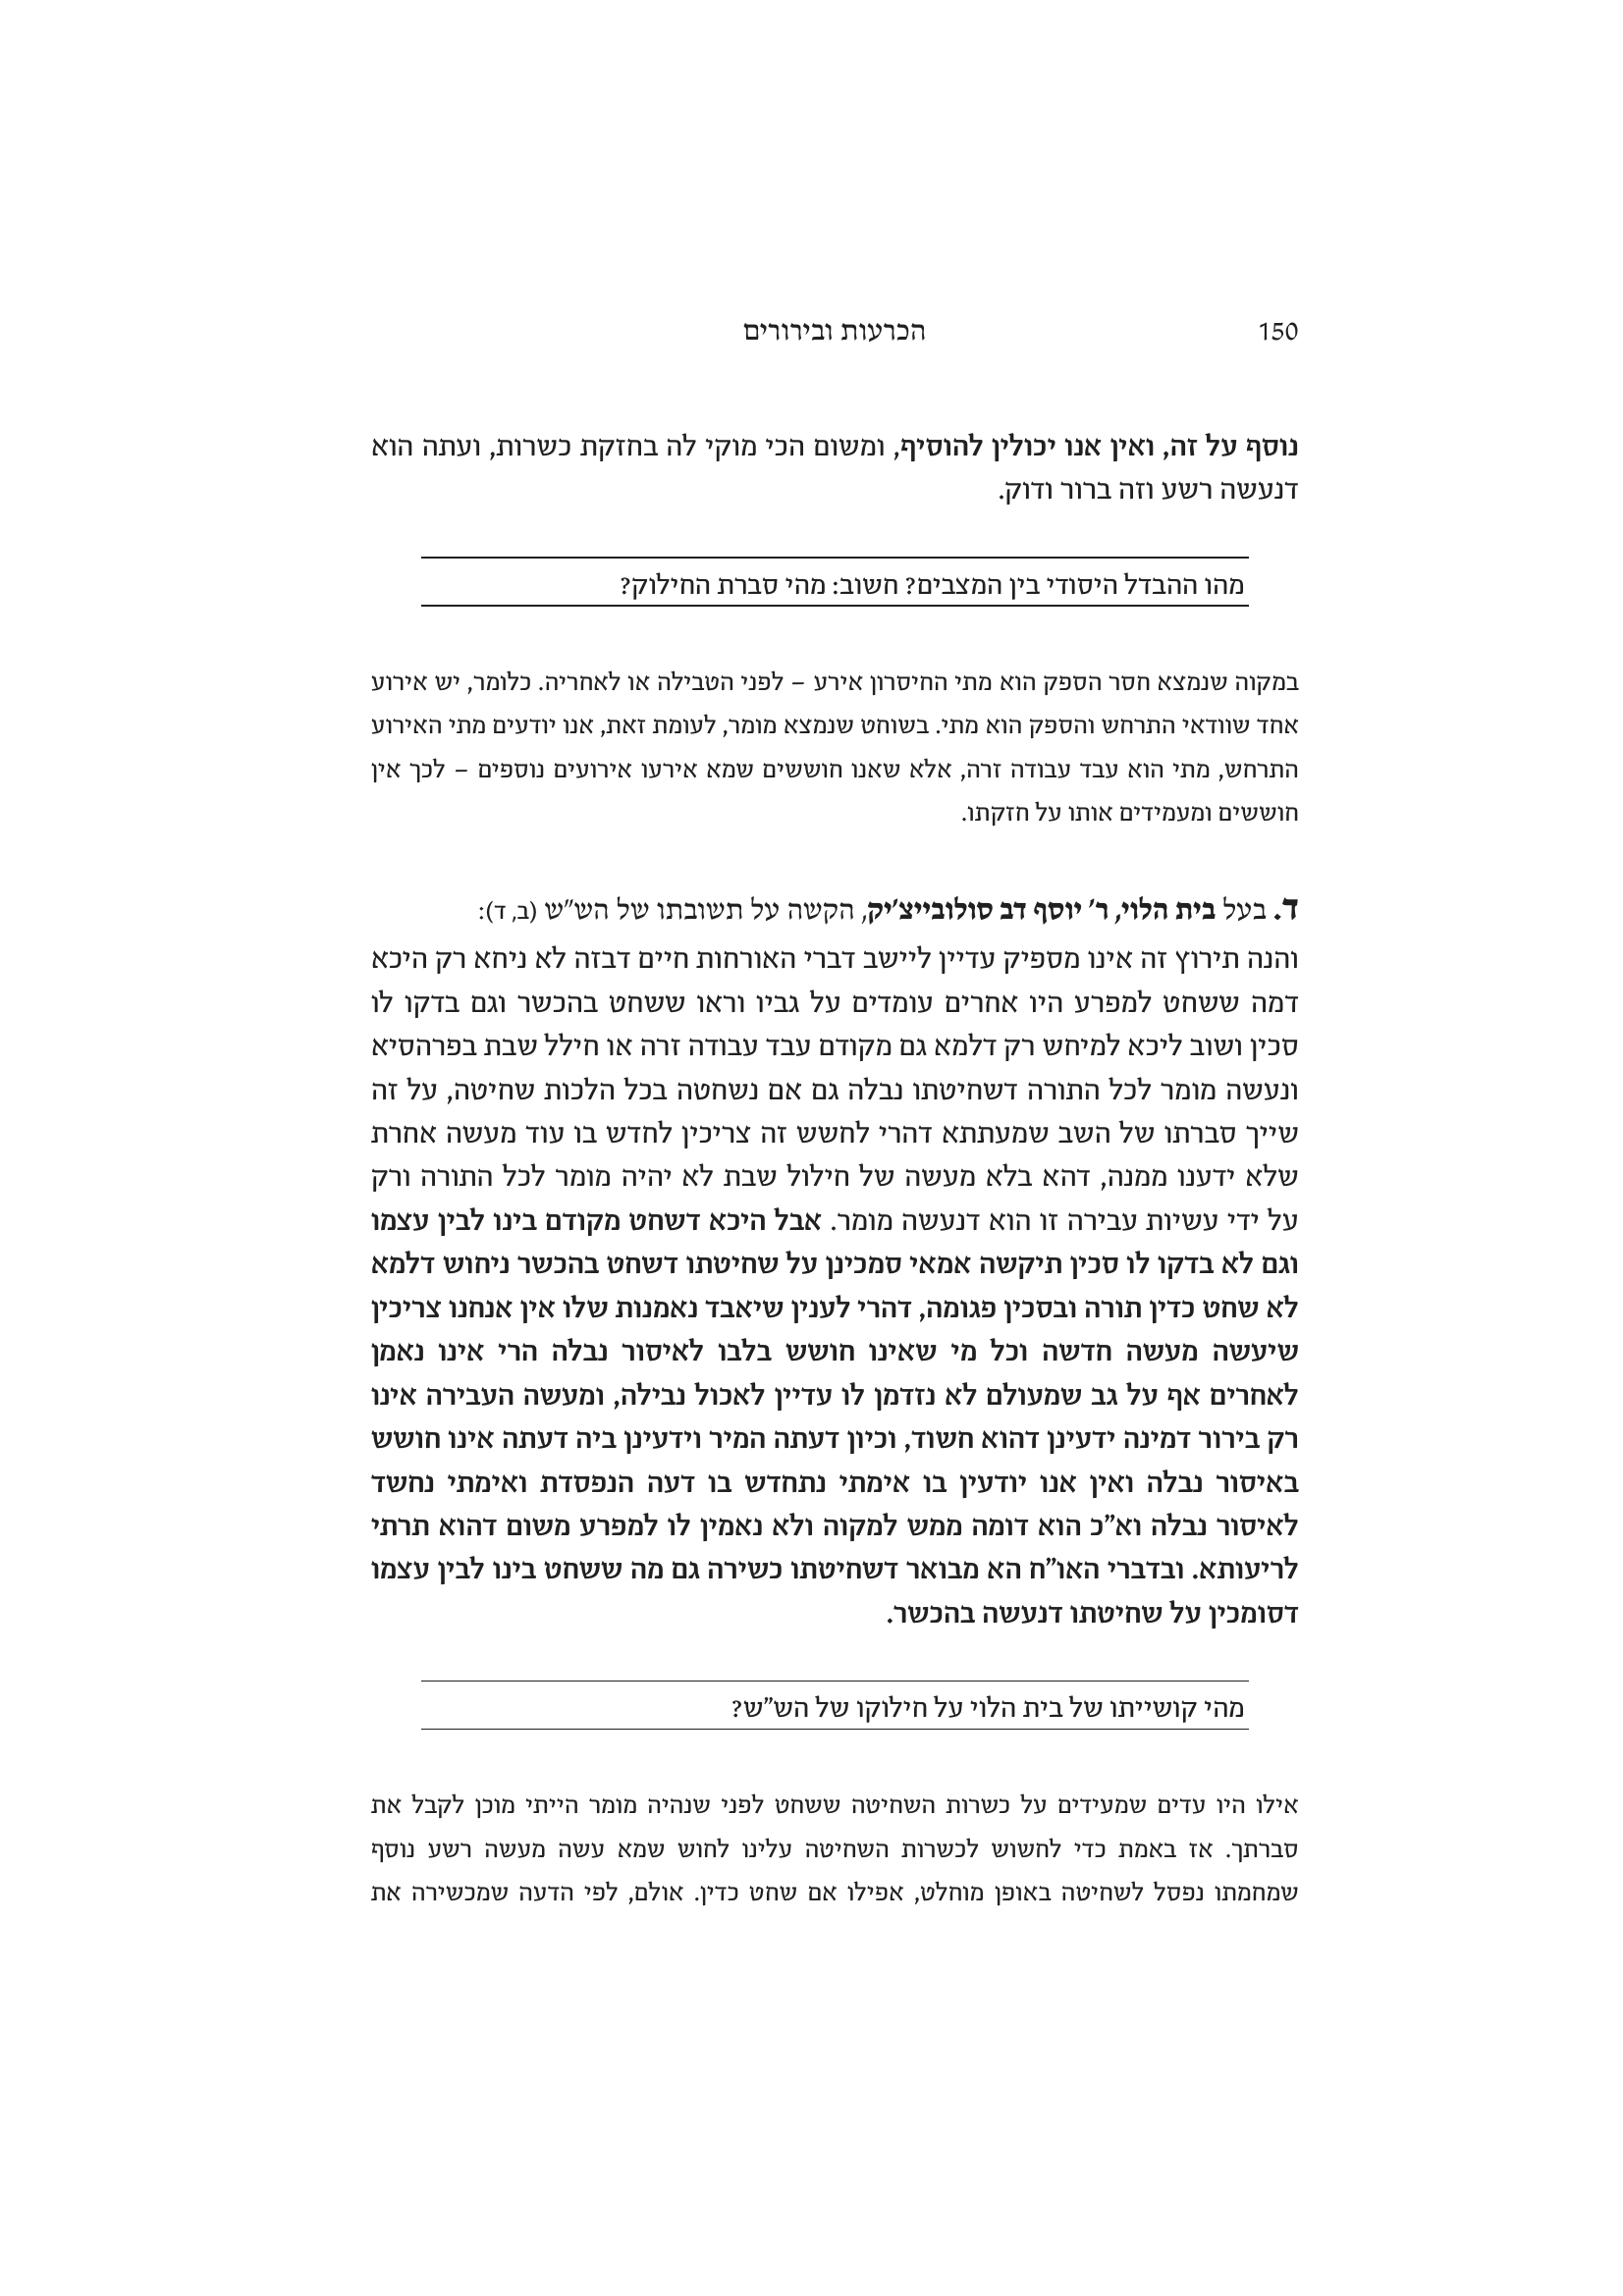 150 הכרעות ובירורים
נוסף על זה, ואין אנו יכולין להוסיף, ומשום הכי מוקי לה בחזקת כשרות, ועתה הוא
דנעשה רשע וזה ברור ודוק.
מהו ההבדל היסודי בין המצבים? חשוב: מהי סברת החילוק?
במקוה שנמצא חסר הספק הוא מתי החיסרון אירע – לפני הטבילה או לאחריה. כלומר, יש אירוע
אחד שוודאי התרחש והספק הוא מתי. בשוחט שנמצא מומר, לעומת זאת, אנו יודעים מתי האירוע
התרחש, מתי הוא עבד עבודה זרה, אלא שאנו חוששים שמא אירעו אירועים נוספים – לכך אין
חוששים ומעמידים אותו על חזקתו.
ד. בעל בית הלוי, ר' יוסף דב סולובייצ'יק, הקשה על תשובתו של הש"ש (ב, ד):
והנה תירוץ זה אינו מספיק עדיין ליישב דברי האורחות חיים דבזה לא ניחא רק היכא
דמה ששחט למפרע היו אחרים עומדים על גביו וראו ששחט בהכשר וגם בדקו לו
סכין ושוב ליכא למיחש רק דלמא גם מקודם עבד עבודה זרה או חילל שבת בפרהסיא
ונעשה מומר לכל התורה דשחיטתו נבלה גם אם נשחטה בכל הלכות שחיטה, על זה
שייך סברתו של השב שמעתתא דהרי לחשש זה צריכין לחדש בו עוד מעשה אחרת
שלא ידענו ממנה, דהא בלא מעשה של חילול שבת לא יהיה מומר לכל התורה ורק
על ידי עשיות עבירה זו הוא דנעשה מומר. אבל היכא דשחט מקודם בינו לבין עצמו
וגם לא בדקו לו סכין תיקשה אמאי סמכינן על שחיטתו דשחט בהכשר ניחוש דלמא
לא שחט כדין תורה ובסכין פגומה, דהרי לענין שיאבד נאמנות שלו אין אנחנו צריכין
שיעשה מעשה חדשה וכל מי שאינו חושש בלבו לאיסור נבלה הרי אינו נאמן
לאחרים אף על גב שמעולם לא נזדמן לו עדיין לאכול נבילה, ומעשה העבירה אינו
רק בירור דמינה ידעינן דהוא חשוד, וכיון דעתה המיר וידעינן ביה דעתה אינו חושש
באיסור נבלה ואין אנו יודעין בו אימתי נתחדש בו דעה הנפסדת ואימתי נחשד
לאיסור נבלה וא"כ הוא דומה ממש למקוה ולא נאמין לו למפרע משום דהוא תרתי
לריעותא. ובדברי האו"ח הא מבואר דשחיטתו כשירה גם מה ששחט בינו לבין עצמו
דסומכין על שחיטתו דנעשה בהכשר.
מהי קושייתו של בית הלוי על חילוקו של הש"ש?
אילו היו עדים שמעידים על כשרות השחיטה ששחט לפני שנהיה מומר הייתי מוכן לקבל את
סברתך. אז באמת כדי לחשוש לכשרות השחיטה עלינו לחוש שמא עשה מעשה רשע נוסף
שמחמתו נפסל לשחיטה באופן מוחלט, אפילו אם שחט כדין. אולם, לפי הדעה שמכשירה את